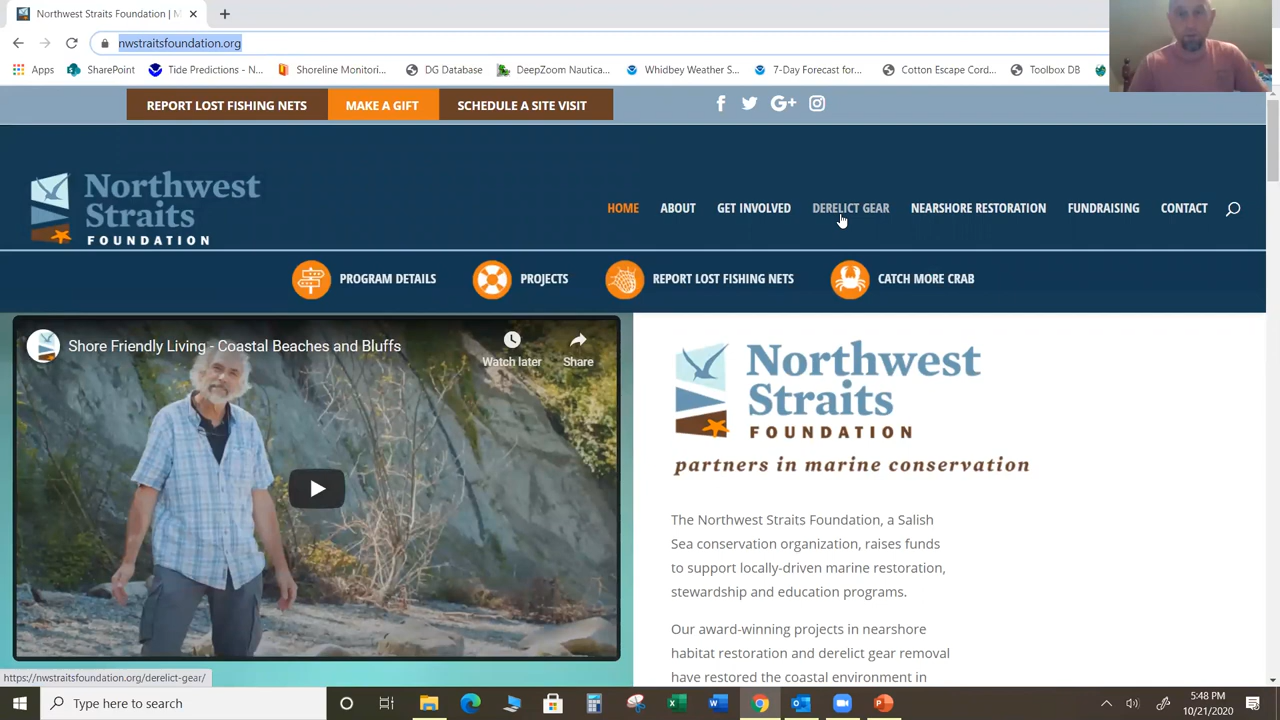 Northwest Straits Foundation | M
nwstraitsfoundation.org
Apps SharePoint Tide Predictions - N... Shoreline Monitori... DG Database DeepZoom Nautica... Whidbey Weather S... 7-Day Forecast for... Cotton Escape Cord... Toolbox DB
REPORT LOST FISHING NETS MAKE A GIFT SCHEDULE A SITE VISIT
Northwest
Straits
FOUNDATION
HOME ABOUT GET INVOLVED DERELICT GEAR NEARSHORE RESTORATION FUNDRAISING CONTACT
PROGRAM DETAILS PROJECTS REPORT LOST FISHING NETS CATCH MORE CRAB
Shore Friendly Living - Coastal Beaches and Bluffs
Watch later Share
Northwest
Straits
FOUNDATION
partners in marine conservation
The Northwest Straits Foundation, a Salish
Sea conservation organization, raises funds
to support locally-driven marine restoration,
stewardship and education programs.
Our award-winning projects in nearshore
habitat restoration and derelict gear removal
have restored the coastal environment in
https://nwstraitsfoundation.org/derelict-gear/
Type here to search
5:48 PM
10/21/2020